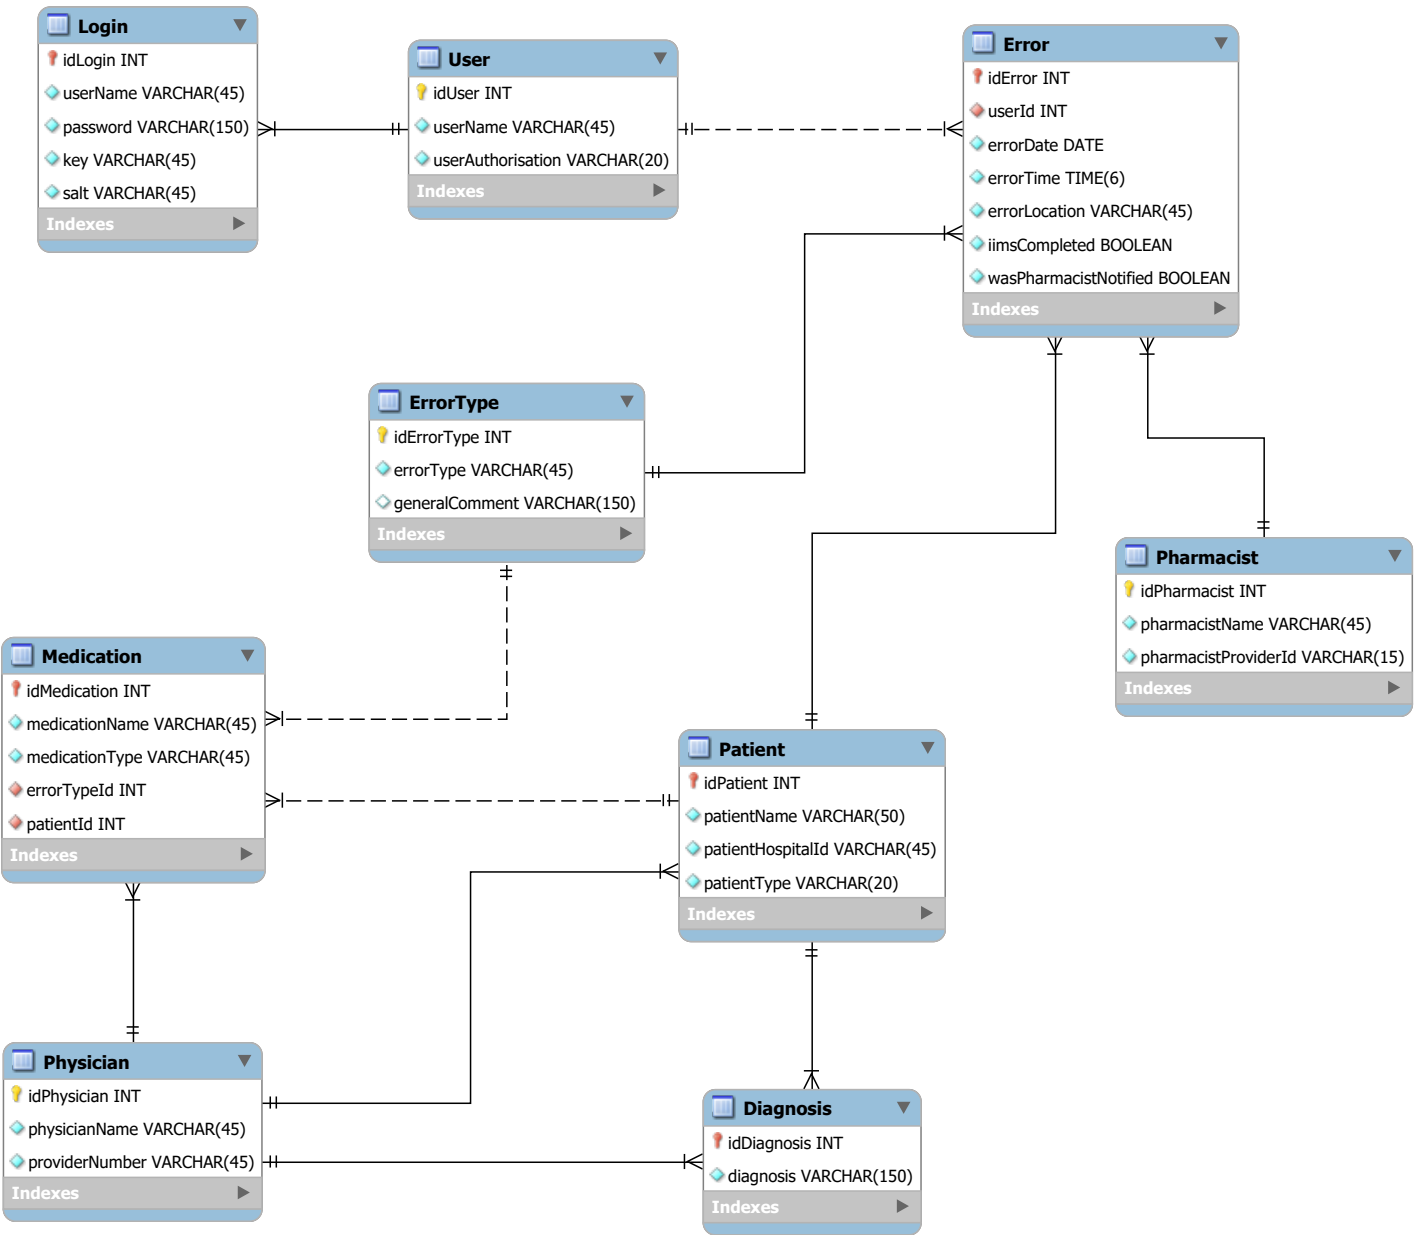 Login
idLogin INT
userName VARCHAR(45)
password VARCHAR(150)
key VARCHAR(45)
salt VARCHAR(45)
Indexes
User
idUser INT
userName VARCHAR(45)
userAuthorisation VARCHAR(20)
Indexes
Error
idError INT
userId INT
errorDate DATE
errorTime TIME(6)
errorLocation VARCHAR(45)
iimsCompleted BOOLEAN
wasPharmacistNotified BOOLEAN
Indexes
ErrorType
idErrorType INT
errorType VARCHAR(45)
generalComment VARCHAR(150)
Indexes
Pharmacist
idPharmacist INT
pharmacistName VARCHAR(45)
pharmacistProviderId VARCHAR(15)
Indexes
Medication
idMedication INT
medicationName VARCHAR(45)
medicationType VARCHAR(45)
errorTypeId INT
patientId INT
Indexes
Patient
idPatient INT
patientName VARCHAR(50)
patientHospitalId VARCHAR(45)
patientType VARCHAR(20)
Indexes
Physician
idPhysician INT
physicianName VARCHAR(45)
providerNumber VARCHAR(45)
Indexes
Diagnosis
idDiagnosis INT
diagnosis VARCHAR(150)
Indexes